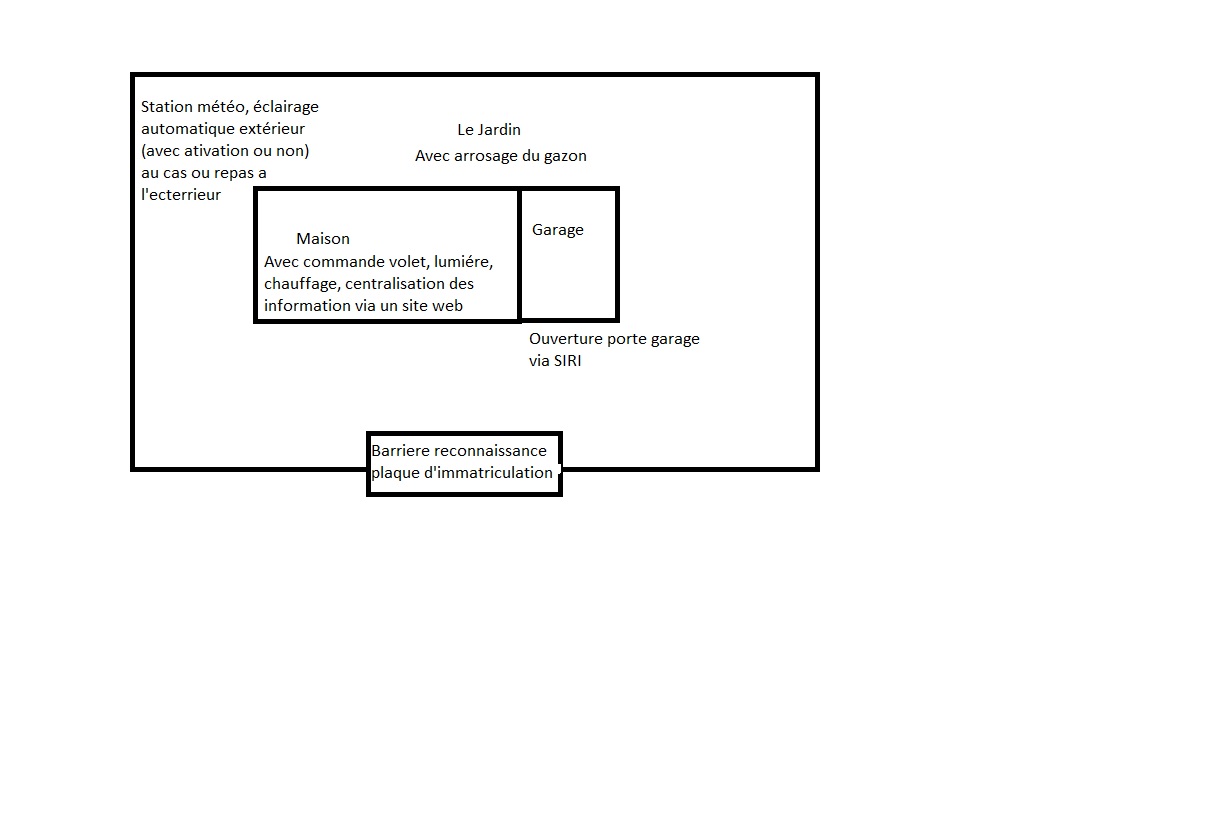 Station météo, éclairage
automatique extérieur
(avec ativation ou non)
au cas ou repas a
l'ecterrieur
Le Jardin
Avec arrosage du gazon
Maison
Avec commande volet, lumiére,
chauffage, centralisation des
information via un site web
Garage
Ouverture porte garage
via SIRI
Barriere reconnaissance
plaque d'immatriculation